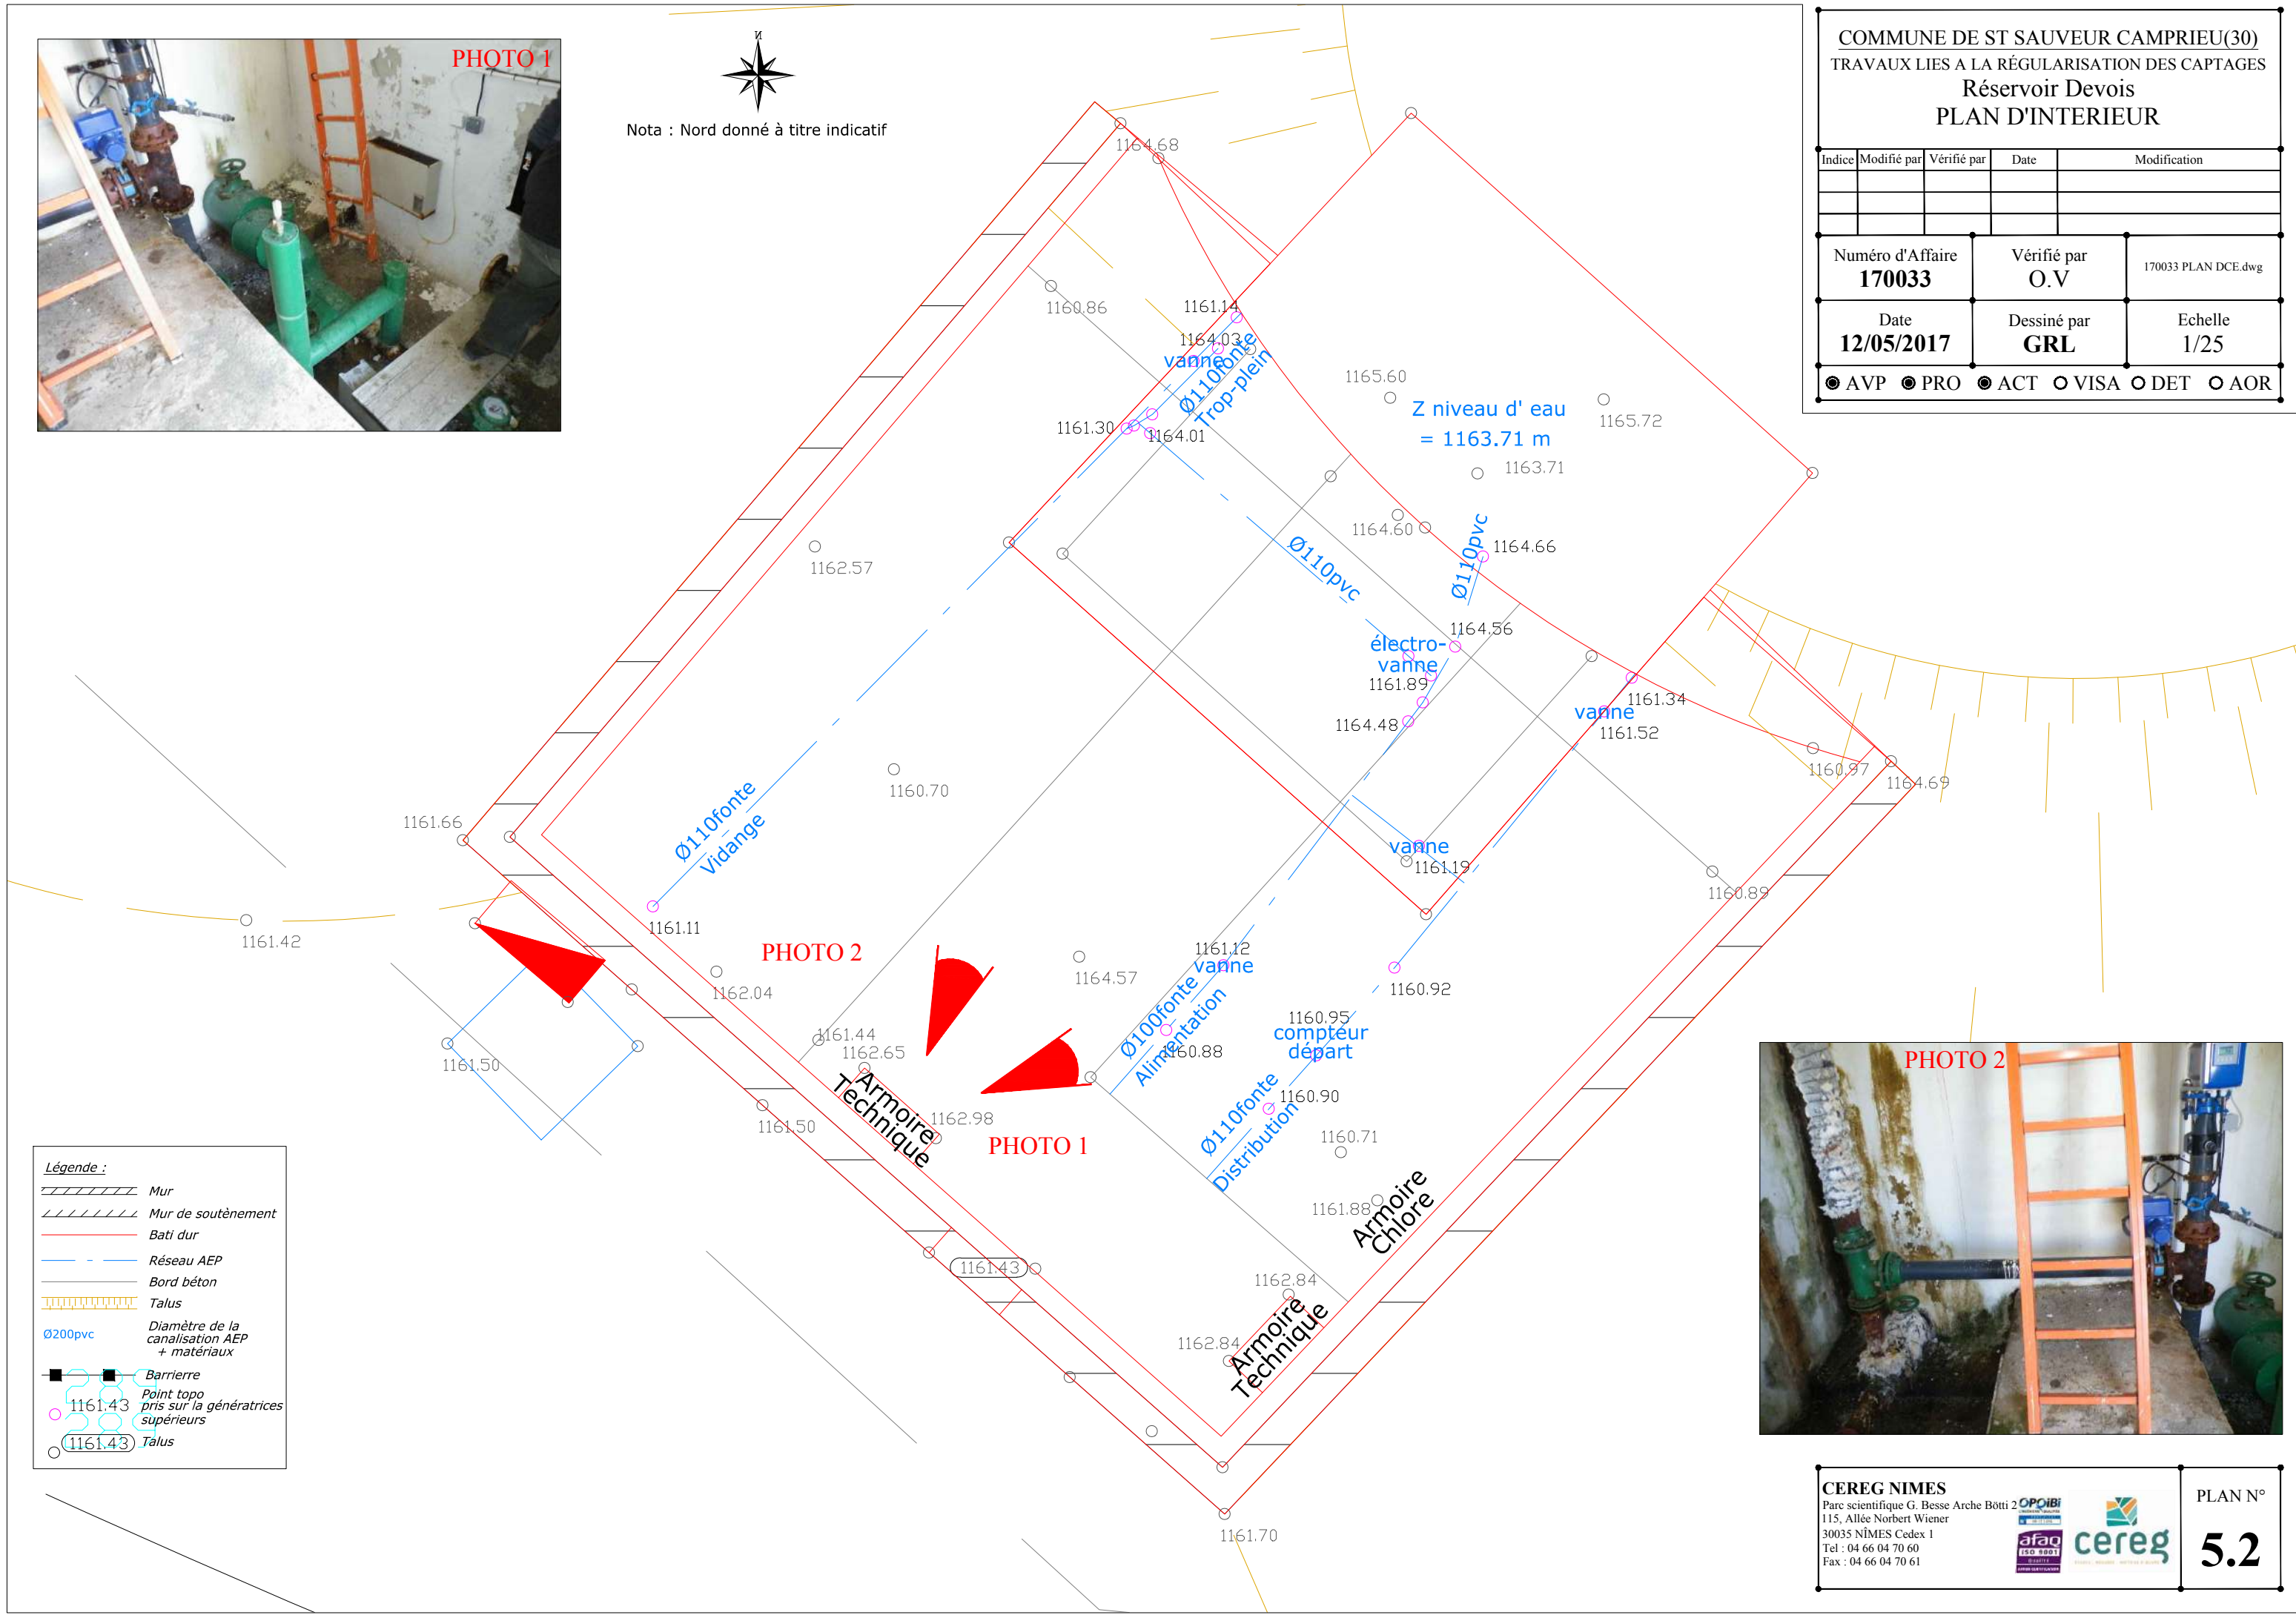 PHOTO 1
N
Nota : Nord donné à titre indicatif
COMMUNE DE ST SAUVEUR CAMPRIEU(30)
TRAVAUX LIES A LA RÉGULARISATION DES CAPTAGES
Réservoir Devois
PLAN D'INTERIEUR
Indice Modifié par Vérifié par Date Modification
Numéro d'Affaire
170033
Vérifié par
O.V
170033 PLAN DCE.dwg
Date
12/05/2017
Dessiné par
GRL
Echelle
1/25
AVP PRO ACT VISA DET AOR
1164.68
1160.86
1161.14
1164.03
vanne
Ø110fonte
Trop-plein
1161.30
1164.01
1165.60
Z niveau d' eau
= 1163.71 m
1165.72
1163.71
1164.60
Ø110pvc
1164.66
Ø110pvc
1162.57
1164.56
électro-
vanne
1161.89
1164.48
1161.34
vanne
1161.52
1160.97
1164.69
1160.70
Ø110fonte
Vidange
1161.66
vanne
1161.19
1160.89
1161.42
1161.11
PHOTO 2
1161.12
vanne
1164.57
1162.04
1160.92
Ø100fonte
Alimentation
1160.95
compteur
départ
1161.44
1162.65
1160.88
1161.50
Armoire
Technique
1162.98
1160.90
Ø110fonte
Distribution
1161.50
PHOTO 1
1160.71
1161.88
Armoire
Chlore
1161.43
1162.84
1162.84
Armoire
Technique
1161.70
PHOTO 2
Légende :
Mur
Mur de soutènement
Bati dur
Réseau AEP
Bord béton
Talus
Ø200pvc
Diamètre de la
canalisation AEP
+ matériaux
Barrierre
1161.43
Point topo
pris sur la génératrices
supérieurs
1161.43
Talus
CEREG NIMES
Parc scientifique G. Besse Arche Bötti 2
115, Allée Norbert Wiener
30035 NÎMES Cedex 1
Tel : 04 66 04 70 60
Fax : 04 66 04 70 61
OPQIBI
afaq
ISO 9001
cereg
PLAN N°
5.2